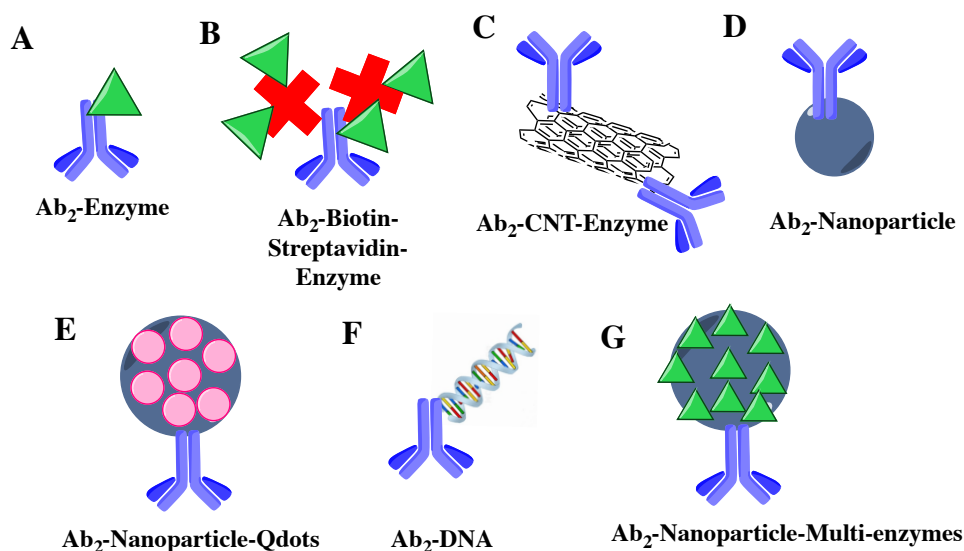 A
B
C
D
Ab₂-Enzyme
Ab₂-Biotin-
Streptavidin-
Enzyme
Ab₂-CNT-Enzyme
Ab₂-Nanoparticle
E
F
G
Ab₂-Nanoparticle-Qdots
Ab₂-DNA
Ab₂-Nanoparticle-Multi-enzymes